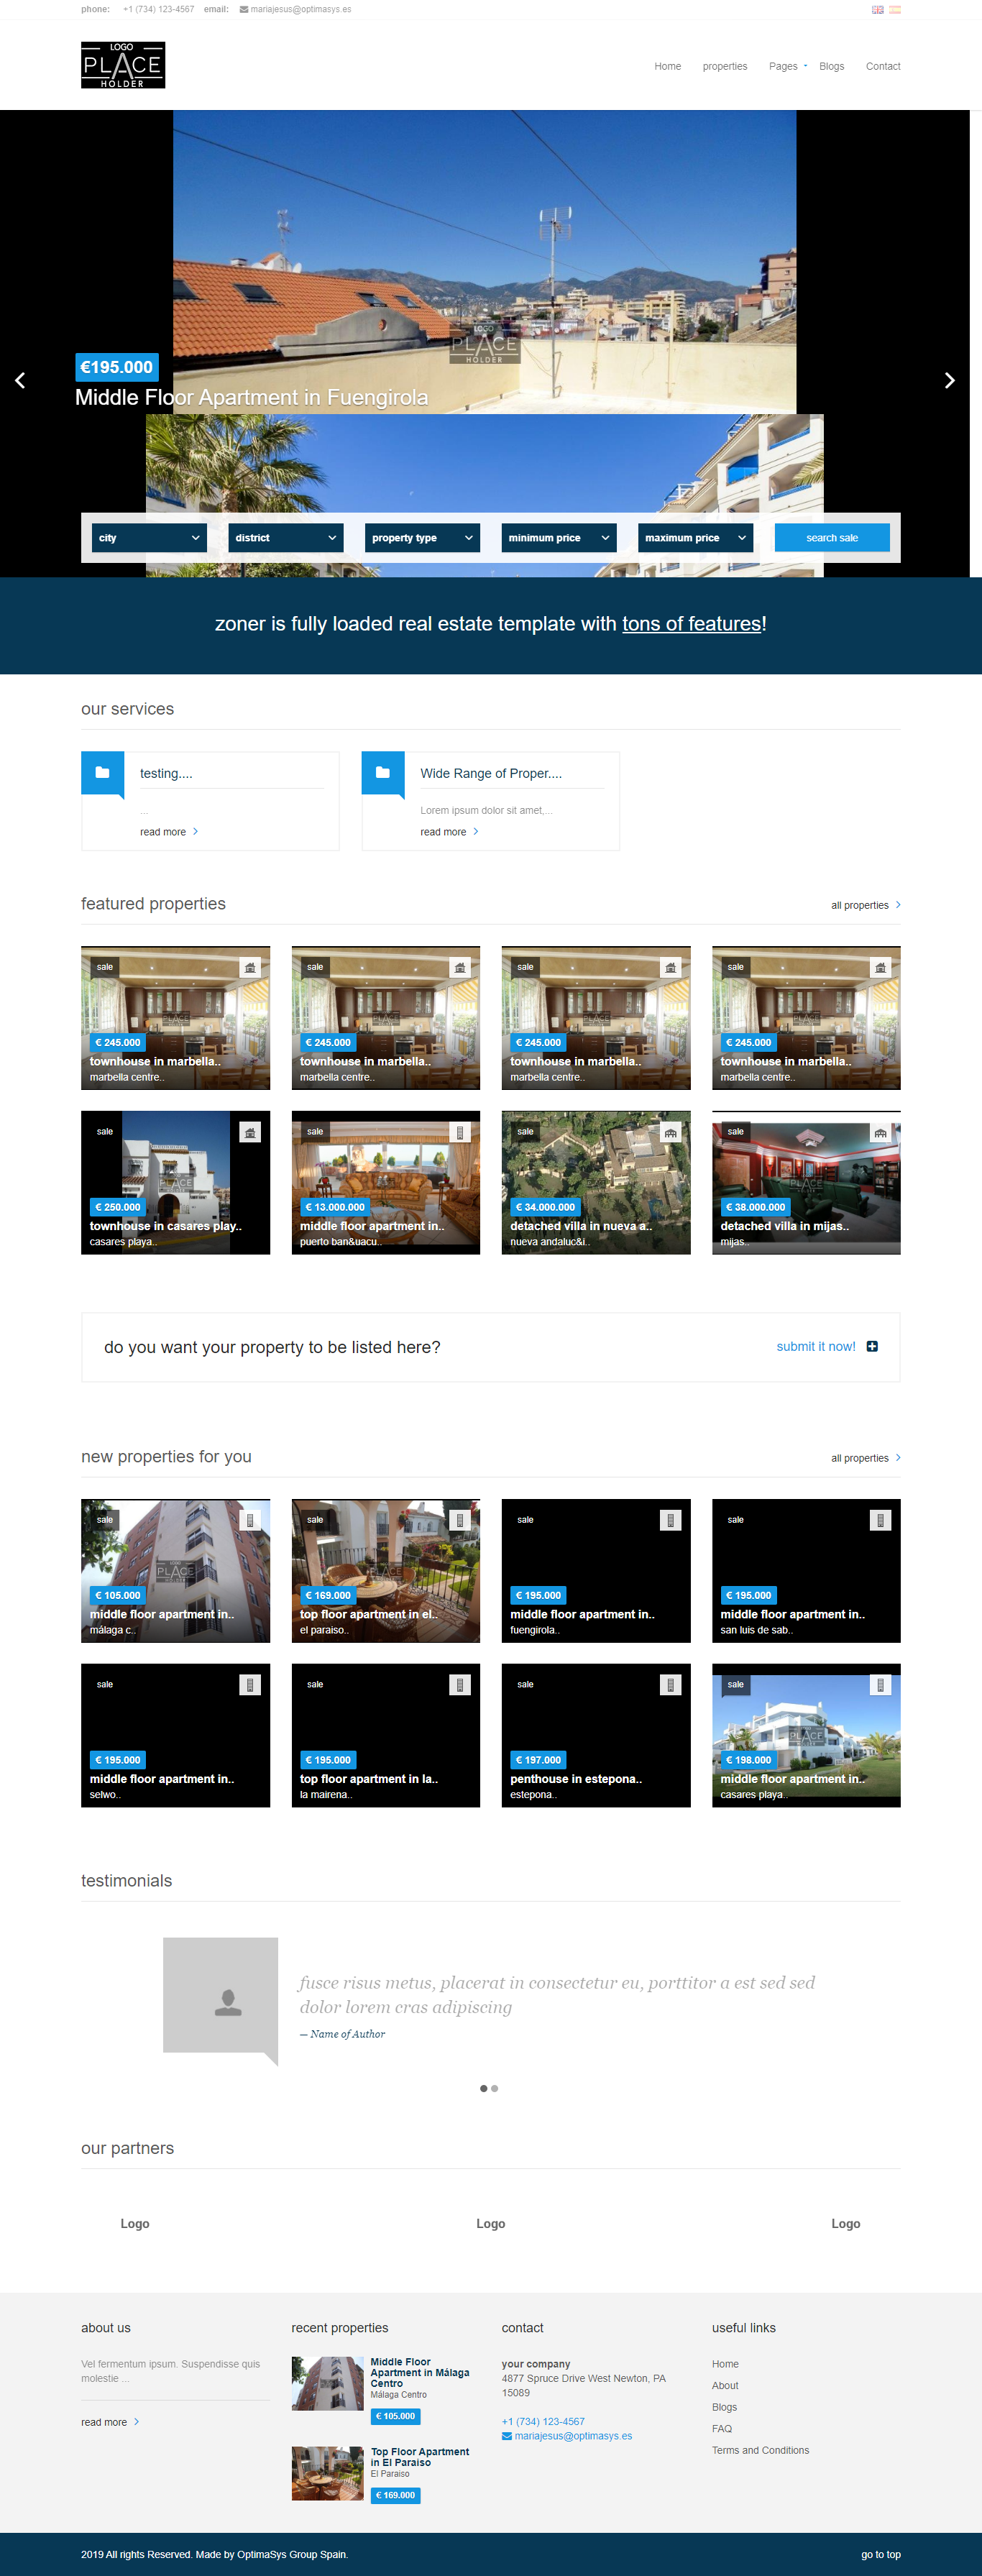 phone: +1 (734) 123-4567 email: mariajesus@optimasys.es
LOGO
PLACE
HOLDER
Home properties Pages Blogs Contact
LOGO
PLACE
HOLDER
€195.000
Middle Floor Apartment in Fuengirola
city district property type minimum price maximum price search sale
zoner is fully loaded real estate template with tons of features!
our services
testing....
...
read more
Wide Range of Proper....
Lorem ipsum dolor sit amet,...
read more
featured properties
all properties
sale
PLACE
€ 245.000
townhouse in marbella..
marbella centre..
sale
PLACE
€ 245.000
townhouse in marbella..
marbella centre..
sale
PLACE
€ 245.000
townhouse in marbella..
marbella centre..
sale
PLACE
€ 245.000
townhouse in marbella..
marbella centre..
sale
PLACE
€ 250.000
townhouse in casares play..
casares playa..
sale
PLACE
€ 13.000.000
middle floor apartment in..
puerto ban&uacu..
sale
€ 34.000.000
detached villa in nueva a..
nueva andaluc&i..
sale
PLACE
€ 38.000.000
detached villa in mijas..
mijas..
do you want your property to be listed here?
submit it now!
new properties for you
all properties
sale
PLACE
€ 105.000
middle floor apartment in..
málaga c..
sale
PLACE
€ 169.000
top floor apartment in el..
el paraiso..
sale
€ 195.000
middle floor apartment in..
fuengirola..
sale
€ 195.000
middle floor apartment in..
san luis de sab..
sale
€ 195.000
middle floor apartment in..
selwo..
sale
€ 195.000
top floor apartment in la..
la mairena..
sale
€ 197.000
penthouse in estepona..
estepona..
sale
PLACE
€ 198.000
middle floor apartment in..
casares playa..
testimonials
fusce risus metus, placerat in consectetur eu, porttitor a est sed sed
dolor lorem cras adipiscing
— Name of Author
our partners
Logo Logo Logo
about us
Vel fermentum ipsum. Suspendisse quis
molestie ...
read more
recent properties
Middle Floor
Apartment in Málaga
Centro
Málaga Centro
€ 105.000
Top Floor Apartment
in El Paraiso
El Paraiso
€ 169.000
contact
your company
4877 Spruce Drive West Newton, PA
15089
+1 (734) 123-4567
mariajesus@optimasys.es
useful links
Home
About
Blogs
FAQ
Terms and Conditions
2019 All rights Reserved. Made by OptimaSys Group Spain.
go to top